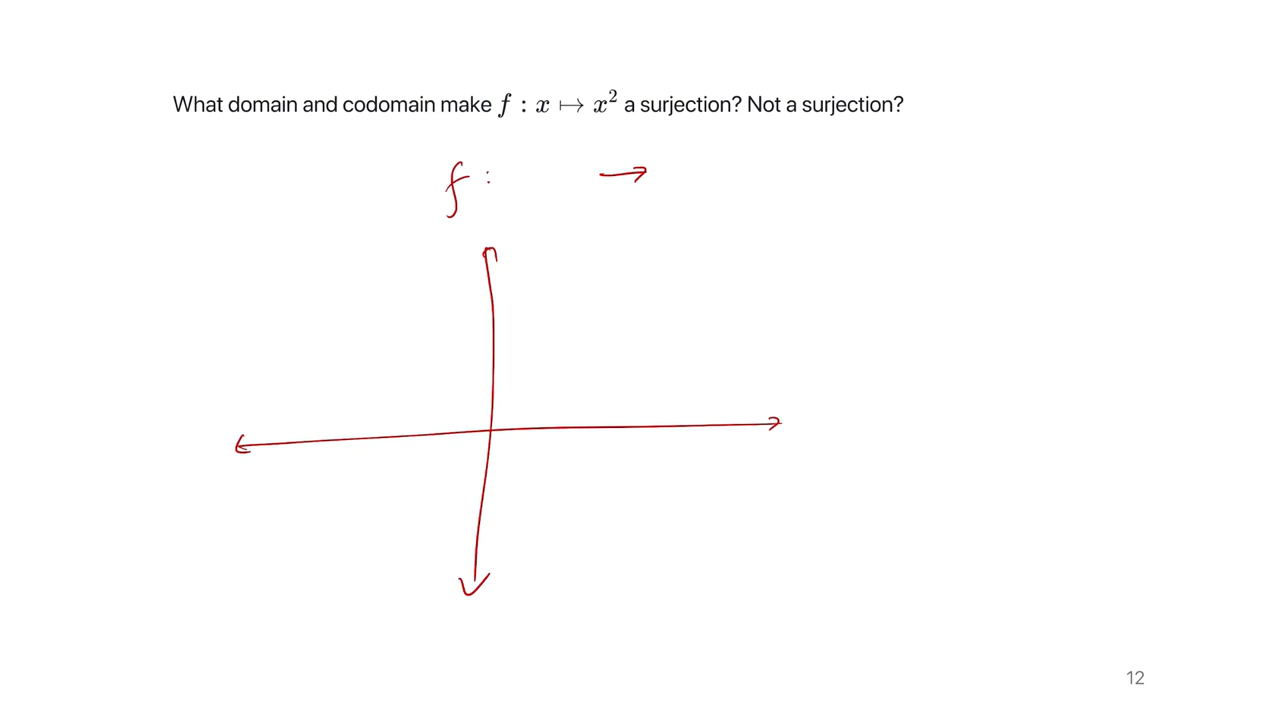 What domain and codomain make f : x ↦ x² a surjection? Not a surjection?
f : →
12